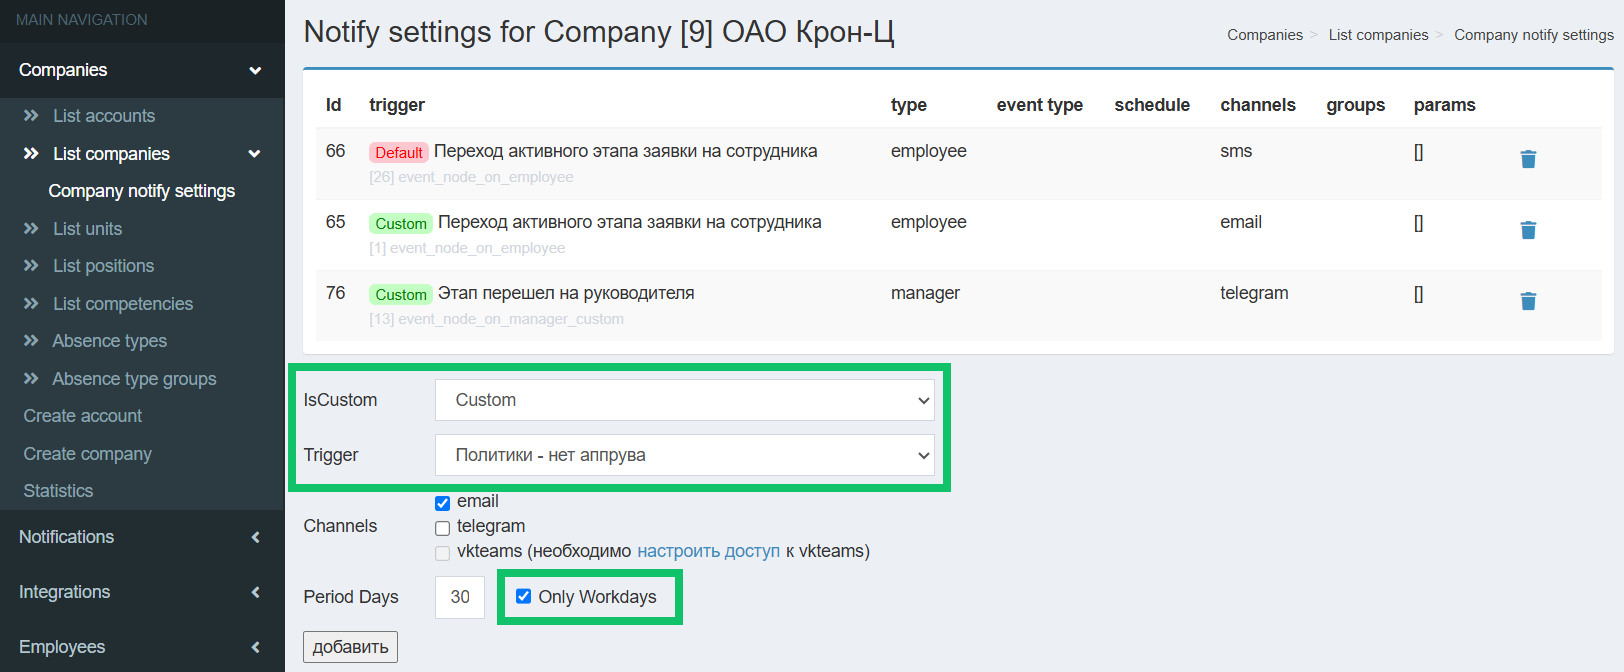 MAIN NAVIGATION
Companies
List accounts
List companies
Company notify settings
List units
List positions
List competencies
Absence types
Absence type groups
Create account
Create company
Statistics
Notifications
Integrations
Employees
Notify settings for Company [9] ОАО Крон-Ц
Companies > List companies > Company notify settings
Id trigger type event type schedule channels groups params
66 Default Переход активного этапа заявки на сотрудника employee sms []
[26] event_node_on_employee
65 Custom Переход активного этапа заявки на сотрудника employee email []
[1] event_node_on_employee
76 Custom Этап перешел на руководителя manager telegram []
[13] event_node_on_manager_custom
IsCustom Custom
Trigger Политики - нет аппрува
Channels
email
telegram
vkteams (необходимо настроить доступ к vkteams)
Period Days 30 Only Workdays
добавить